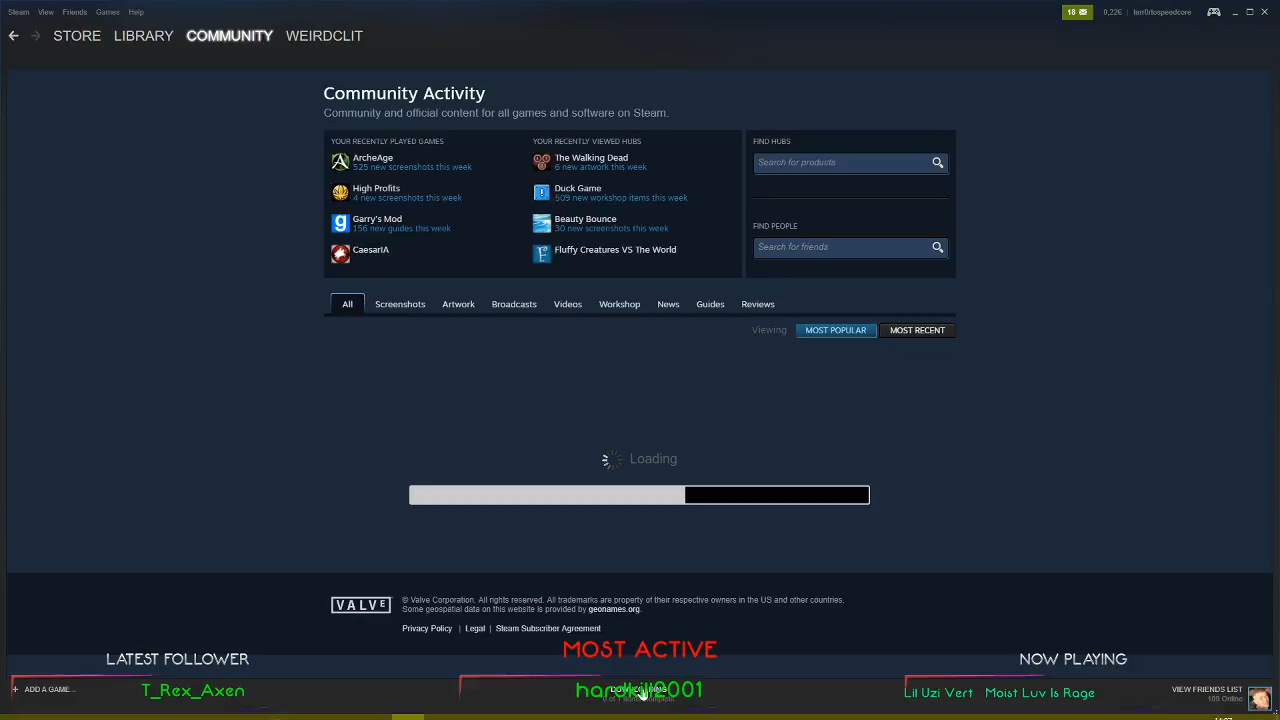 Steam View Friends Games Help
18 0,22€ terr0rtospeedcore
STORE LIBRARY COMMUNITY WEIRDCLIT
Community Activity
Community and official content for all games and software on Steam.
YOUR RECENTLY PLAYED GAMES
ArcheAge
525 new screenshots this week
High Profits
4 new screenshots this week
Garry's Mod
156 new guides this week
CaesarIA
YOUR RECENTLY VIEWED HUBS
The Walking Dead
6 new artwork this week
Duck Game
509 new workshop items this week
Beauty Bounce
30 new screenshots this week
Fluffy Creatures VS The World
FIND HUBS
Search for products
FIND PEOPLE
Search for friends
All Screenshots Artwork Broadcasts Videos Workshop News Guides Reviews
Viewing MOST POPULAR MOST RECENT
Loading
VALVE
© Valve Corporation. All rights reserved. All trademarks are property of their respective owners in the US and other countries.
Some geospatial data on this website is provided by geonames.org.
Privacy Policy | Legal | Steam Subscriber Agreement
LATEST FOLLOWER
T_Rex_Axen
MOST ACTIVE
hardkill2001
NOW PLAYING
Lil Uzi Vert Moist Luv Is Rage
+ ADD A GAME...
VIEW FRIENDS LIST
109 Online